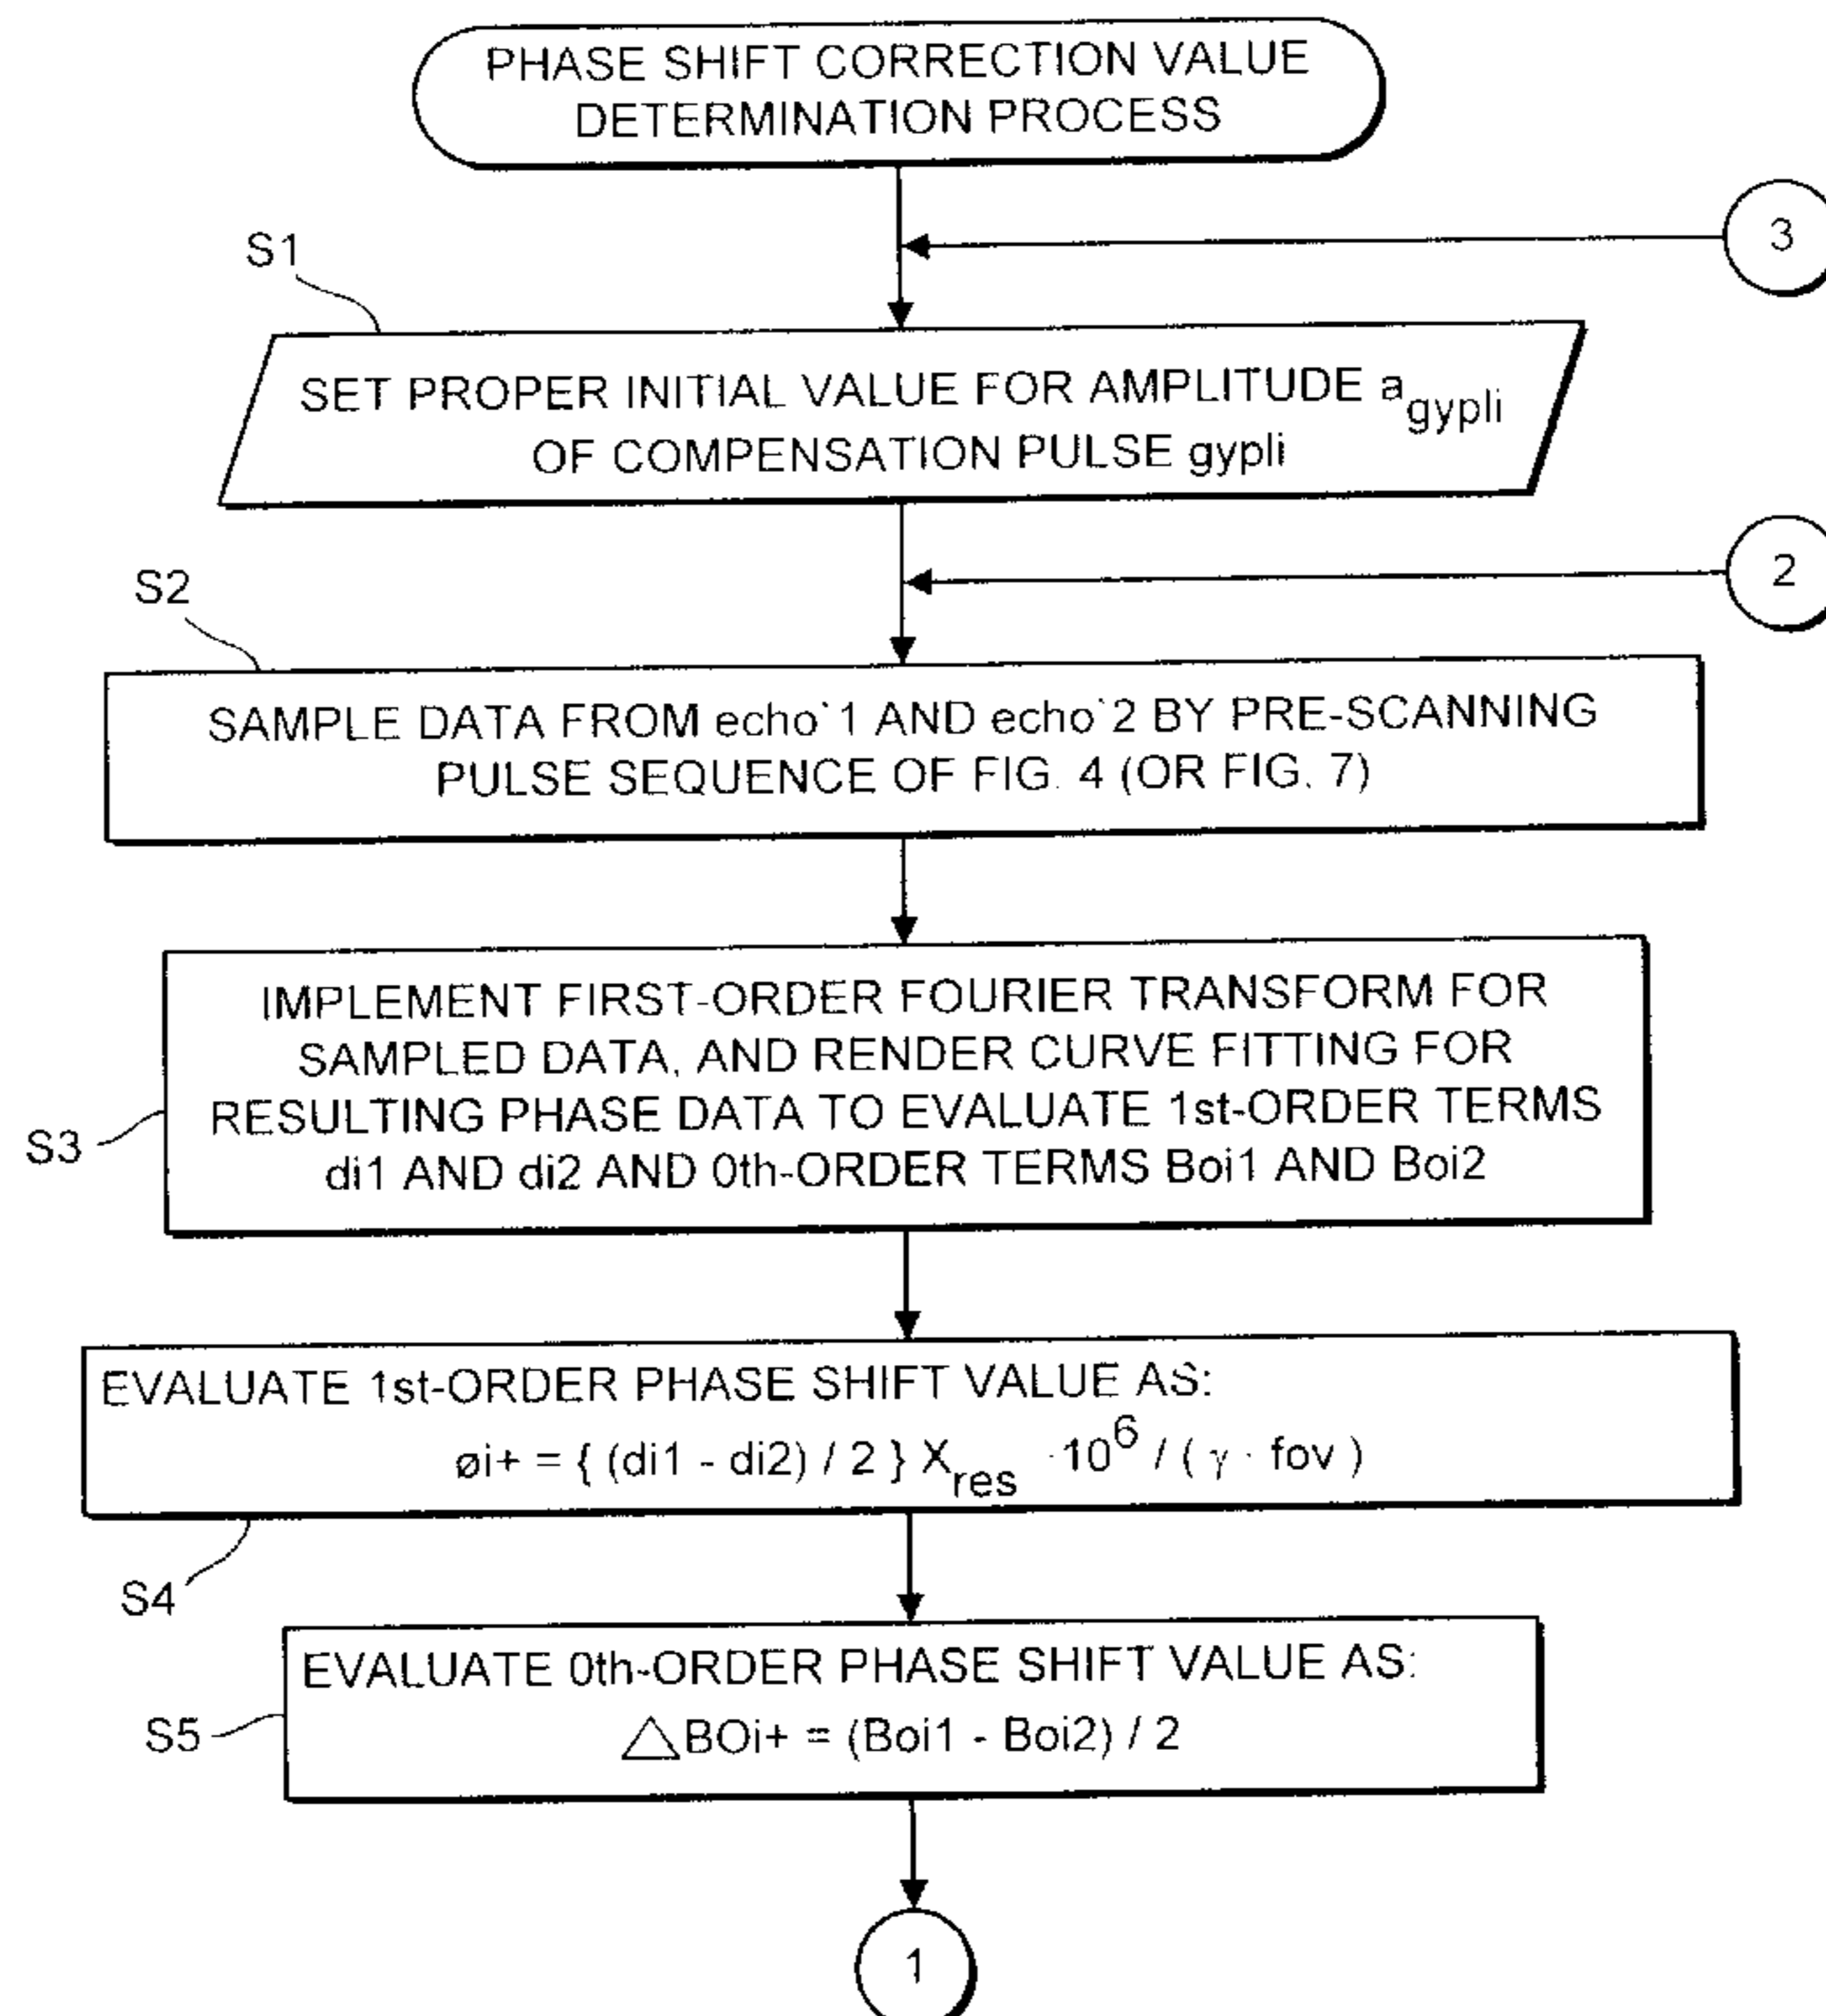 PHASE SHIFT CORRECTION VALUE
DETERMINATION PROCESS
3
S1
SET PROPER INITIAL VALUE FOR AMPLITUDE a_gypli
OF COMPENSATION PULSE gypli
2
S2
SAMPLE DATA FROM echo`1 AND echo`2 BY PRE-SCANNING
PULSE SEQUENCE OF FIG. 4 (OR FIG. 7)
IMPLEMENT FIRST-ORDER FOURIER TRANSFORM FOR
SAMPLED DATA, AND RENDER CURVE FITTING FOR
RESULTING PHASE DATA TO EVALUATE 1st-ORDER TERMS
di1 AND di2 AND 0th-ORDER TERMS Boi1 AND Boi2
S3
EVALUATE 1st-ORDER PHASE SHIFT VALUE AS:
øi+ = { (di1 - di2) / 2 } X_res ·10^6 / ( γ · fov )
S4
EVALUATE 0th-ORDER PHASE SHIFT VALUE AS:
△BOi+ = (Boi1 - Boi2) / 2
S5
1